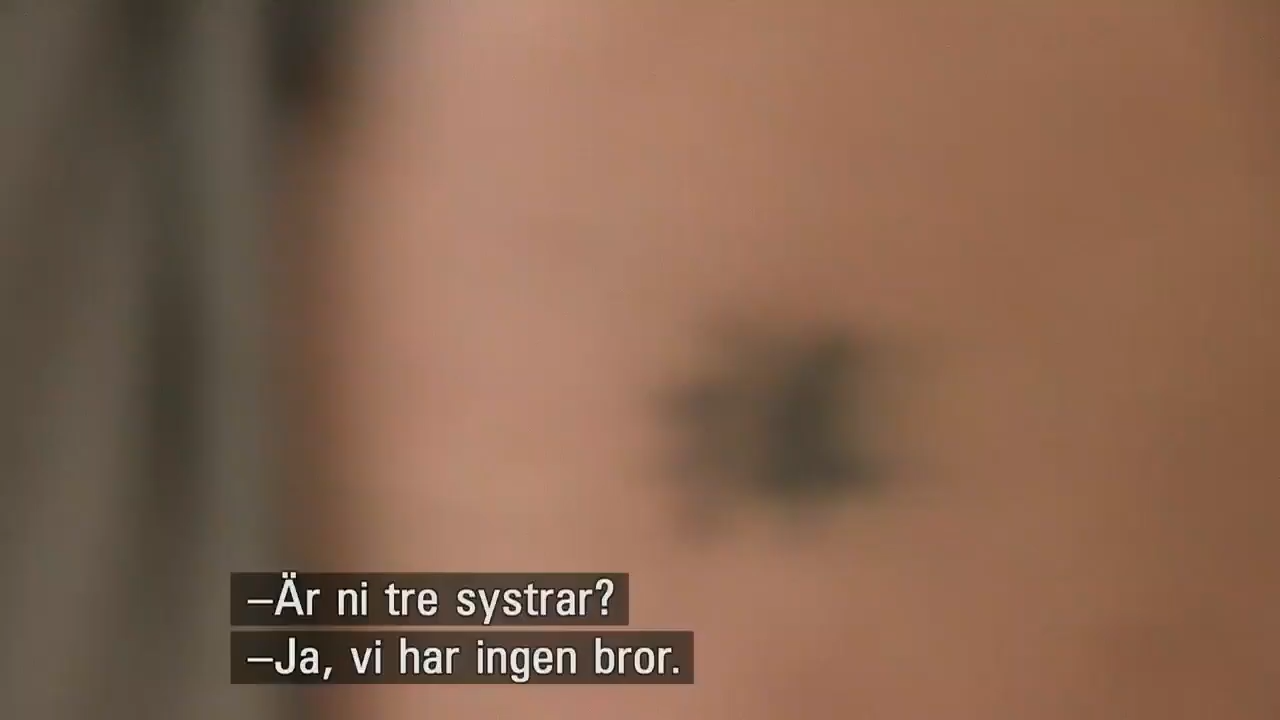 –Är ni tre systrar?
–Ja, vi har ingen bror.